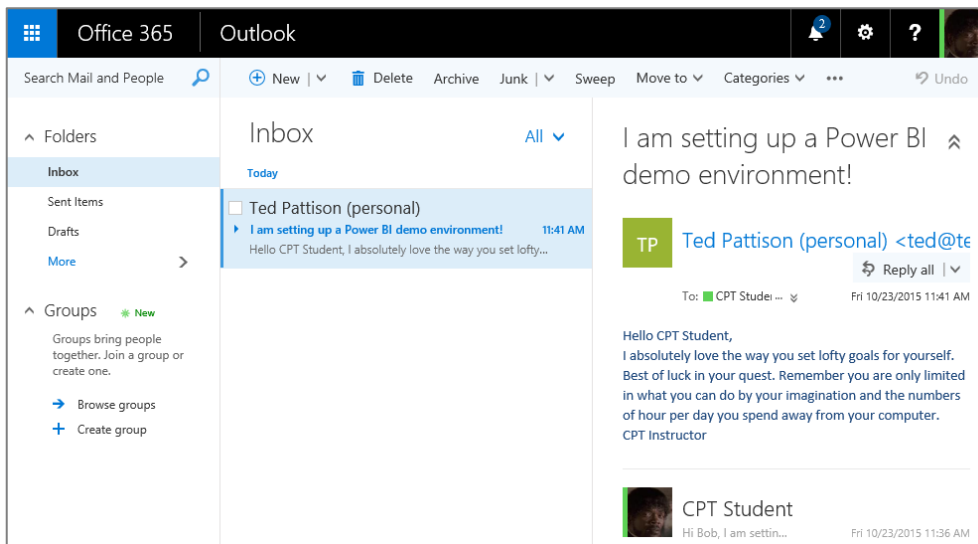 Office 365
Outlook
2
?
Search Mail and People
New
Delete
Archive
Junk
Sweep
Move to
Categories
•••
Undo
Folders
Inbox
Sent Items
Drafts
More
Groups
New
Groups bring people
together. Join a group or
create one.
Browse groups
Create group
Inbox
All
Today
Ted Pattison (personal)
I am setting up a Power BI demo environment! 11:41 AM
Hello CPT Student, I absolutely love the way you set lofty...
I am setting up a Power BI
demo environment!
TP
Ted Pattison (personal) <ted@te
Reply all
To: CPT Studei ... Fri 10/23/2015 11:41 AM
Hello CPT Student,
I absolutely love the way you set lofty goals for yourself.
Best of luck in your quest. Remember you are only limited
in what you can do by your imagination and the numbers
of hour per day you spend away from your computer.
CPT Instructor
CPT Student
Hi Bob, I am settin... Fri 10/23/2015 11:36 AM